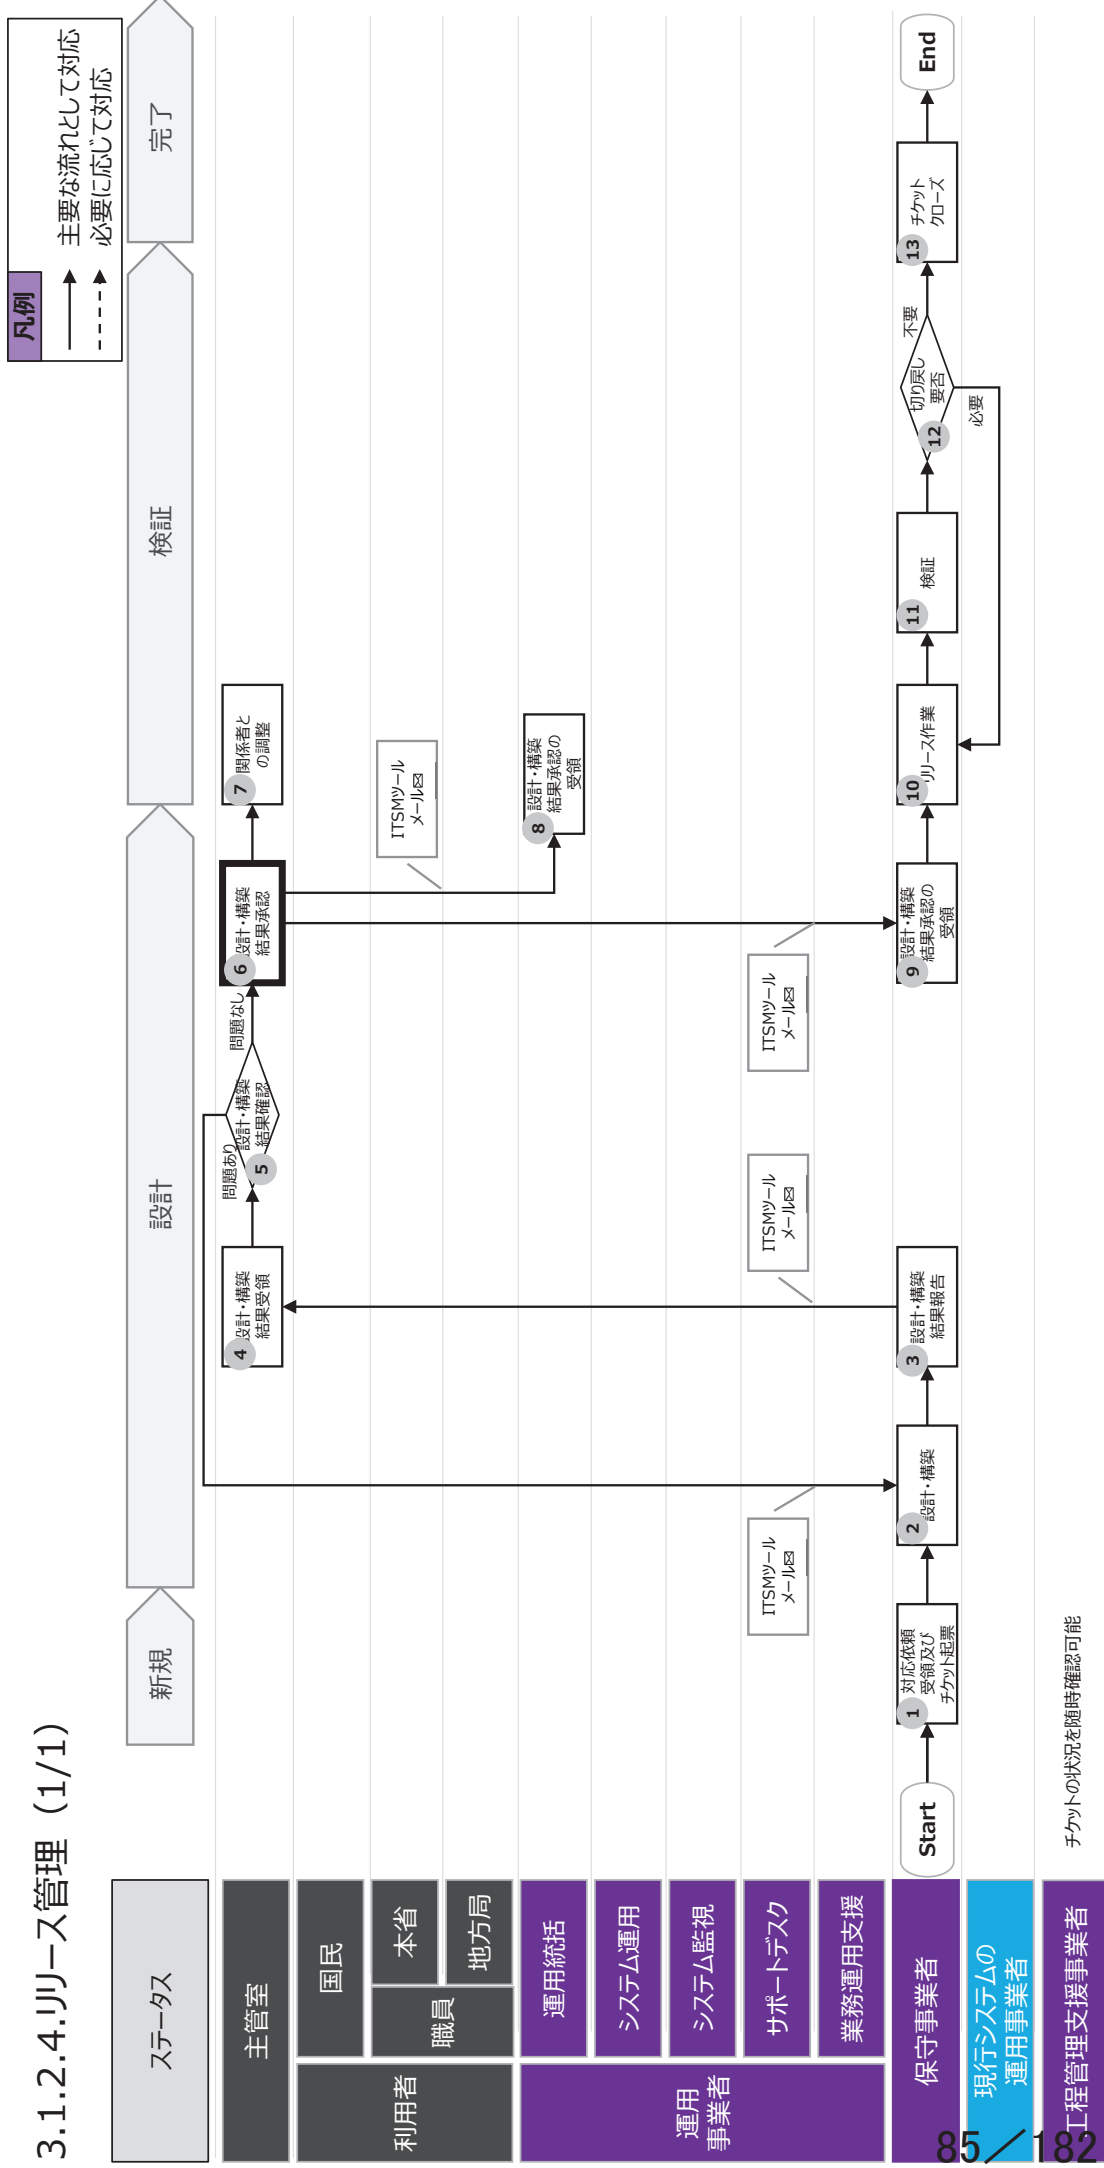 3.1.2.4.リリース管理（1/1）
凡例
主要な流れとして対応
必要に応じて対応
ステータス
新規
設計
検証
完了
主管室
利用者
国民
職員
本省
地方局
運用
事業者
運用統括
システム運用
システム監視
サポートデスク
業務運用支援
保守事業者
現行システムの
運用事業者
工程管理支援事業者
Start
1
対応依頼
受領及び
チケット起票
2
設計・構築
ITSMツール
メール
3
設計・構築
結果報告
ITSMツール
メール
4
設計・構築
結果受領
5
設計・構築
結果確認
問題あり
問題なし
6
設計・構築
結果承認
7
関係者と
の調整
ITSMツール
メール
8
設計・構築
結果承認の
受領
ITSMツール
メール
9
設計・構築
結果承認の
受領
10
リリース作業
11
検証
12
切り戻し
要否
不要
必要
13
チケット
クローズ
End
チケットの状況を随時確認可能
85／182